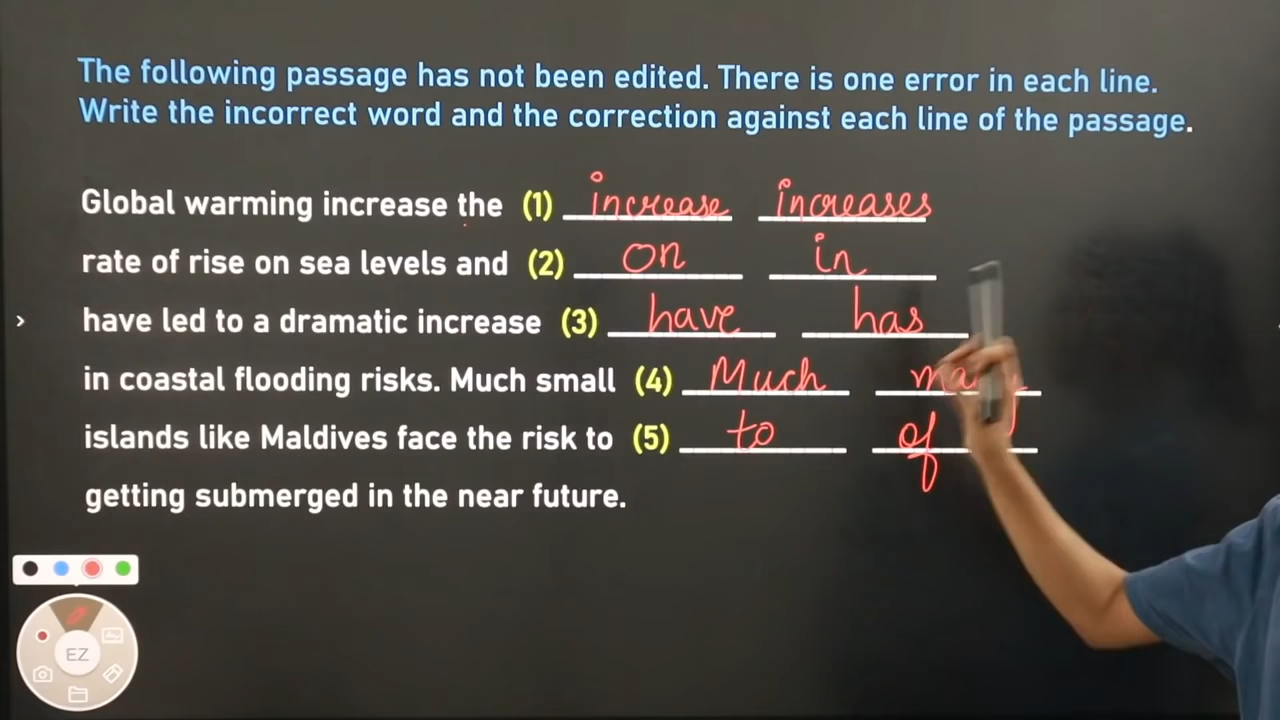 The following passage has not been edited. There is one error in each line.
Write the incorrect word and the correction against each line of the passage.
Global warming increase the (1) increase increases
rate of rise on sea levels and (2) on in
have led to a dramatic increase (3) have has
in coastal flooding risks. Much small (4) Much
islands like Maldives face the risk to (5) to of
getting submerged in the near future.
EZ